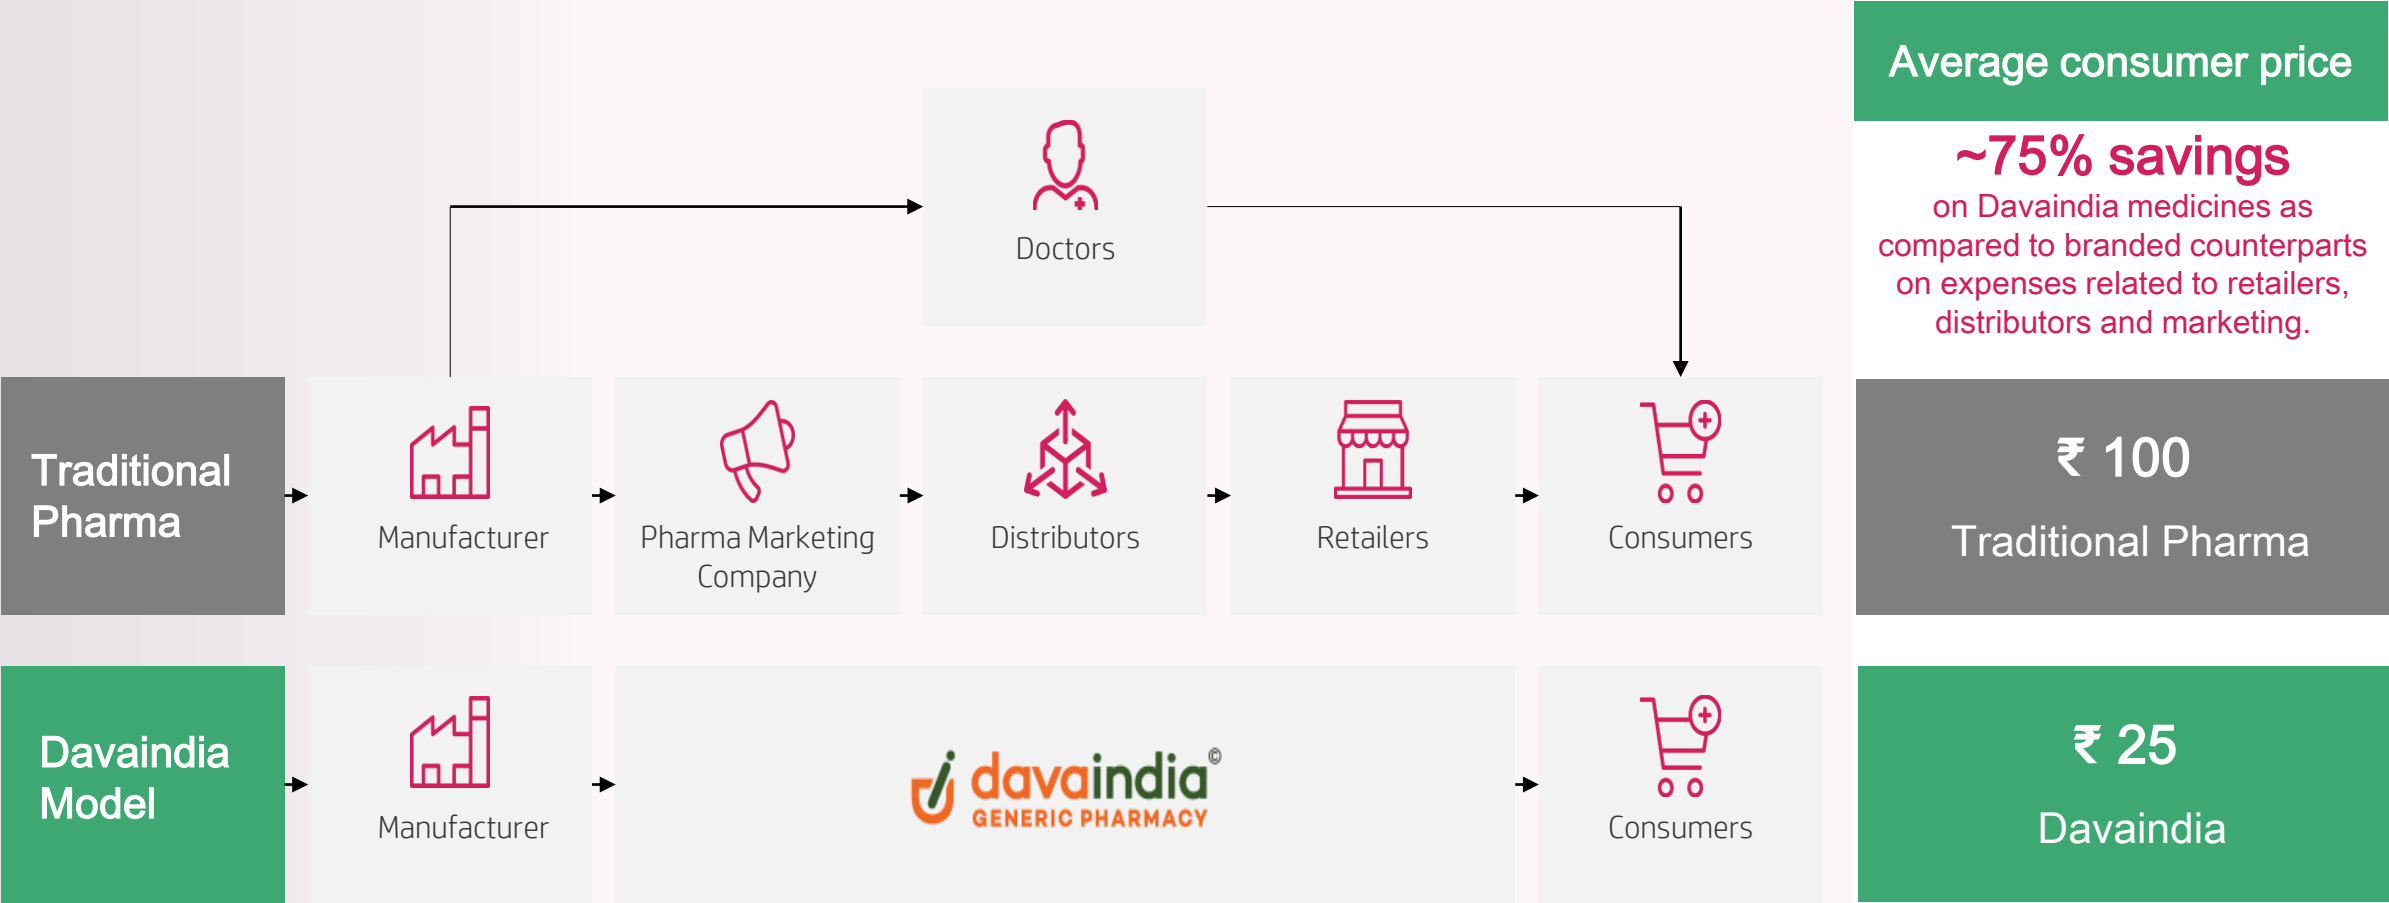 Average consumer price
~75% savings
on Davaindia medicines as
compared to branded counterparts
on expenses related to retailers,
distributors and marketing.
Doctors
Traditional
Pharma
Manufacturer
Pharma Marketing
Company
Distributors
Retailers
Consumers
₹ 100
Traditional Pharma
Davaindia
Model
Manufacturer
davaindia©
GENERIC PHARMACY
Consumers
₹ 25
Davaindia